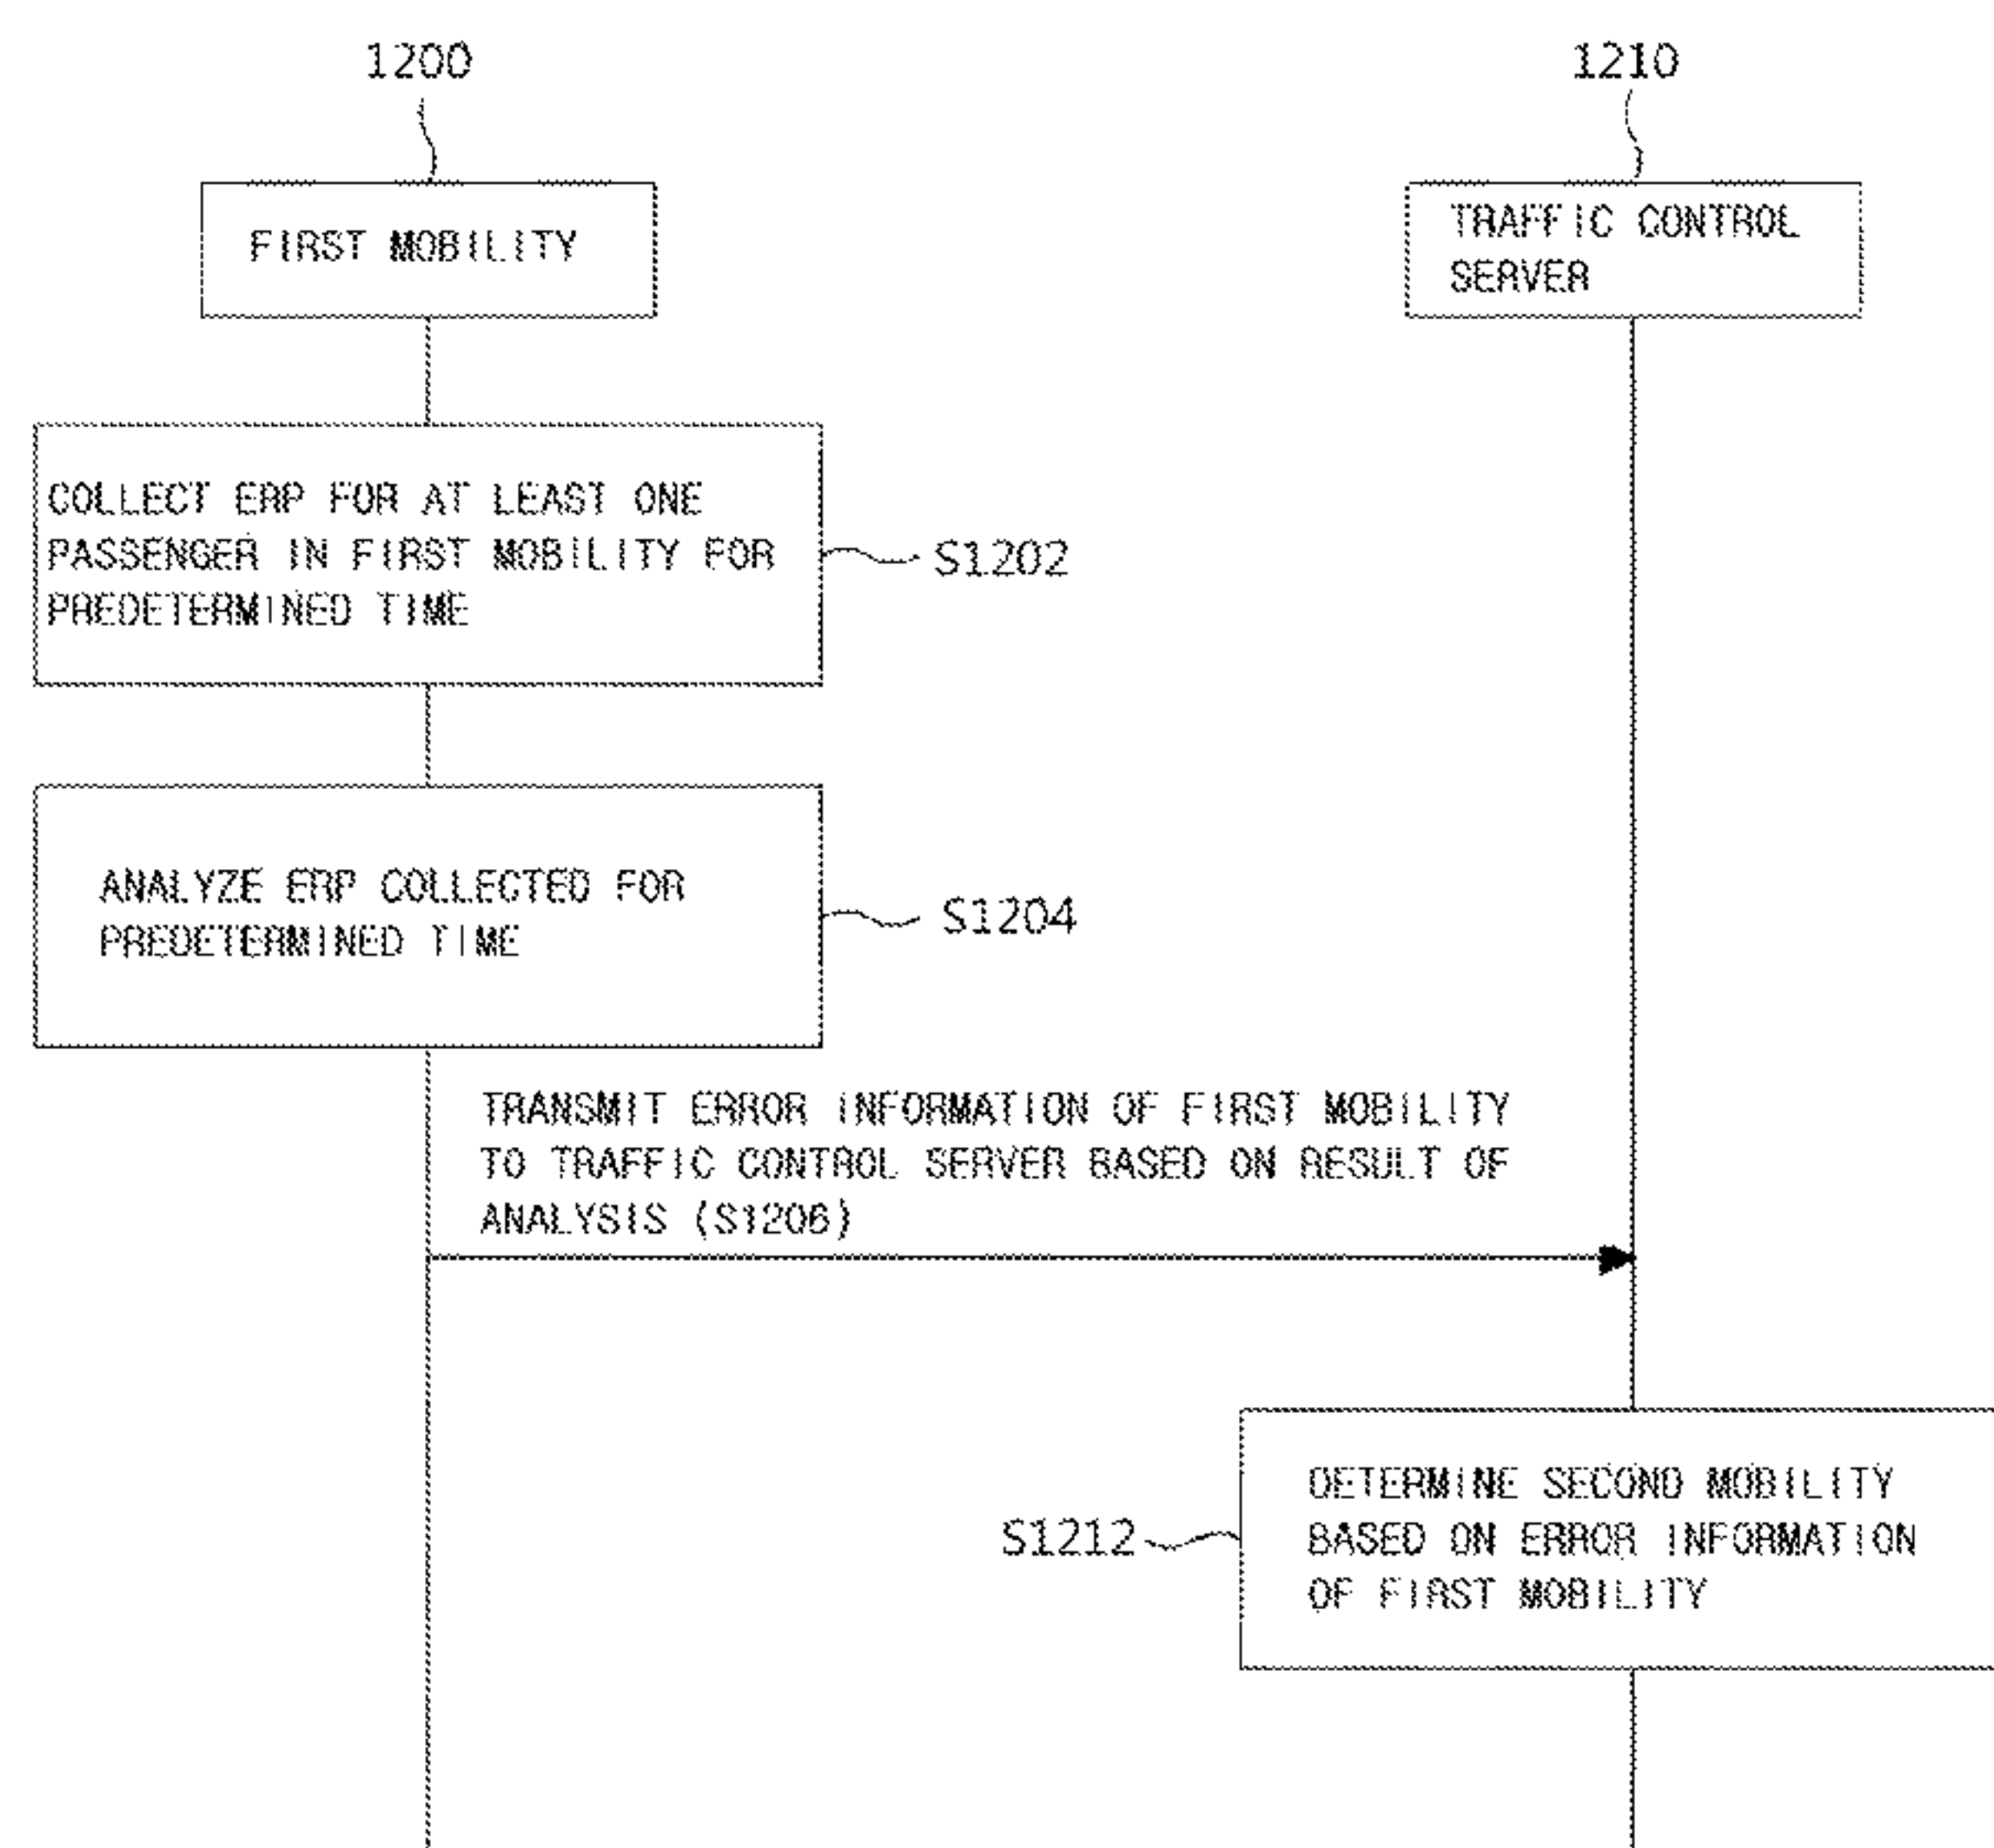 1200
1210
FIRST MOBILITY
TRAFFIC CONTROL
SERVER
COLLECT ERP FOR AT LEAST ONE
PASSENGER IN FIRST MOBILITY FOR
PREDETERMINED TIME
S1202
ANALYZE ERP COLLECTED FOR
PREDETERMINED TIME
S1204
TRANSMIT ERROR INFORMATION OF FIRST MOBILITY
TO TRAFFIC CONTROL SERVER BASED ON RESULT OF
ANALYSIS (S1206)
DETERMINE SECOND MOBILITY
BASED ON ERROR INFORMATION
OF FIRST MOBILITY
S1212